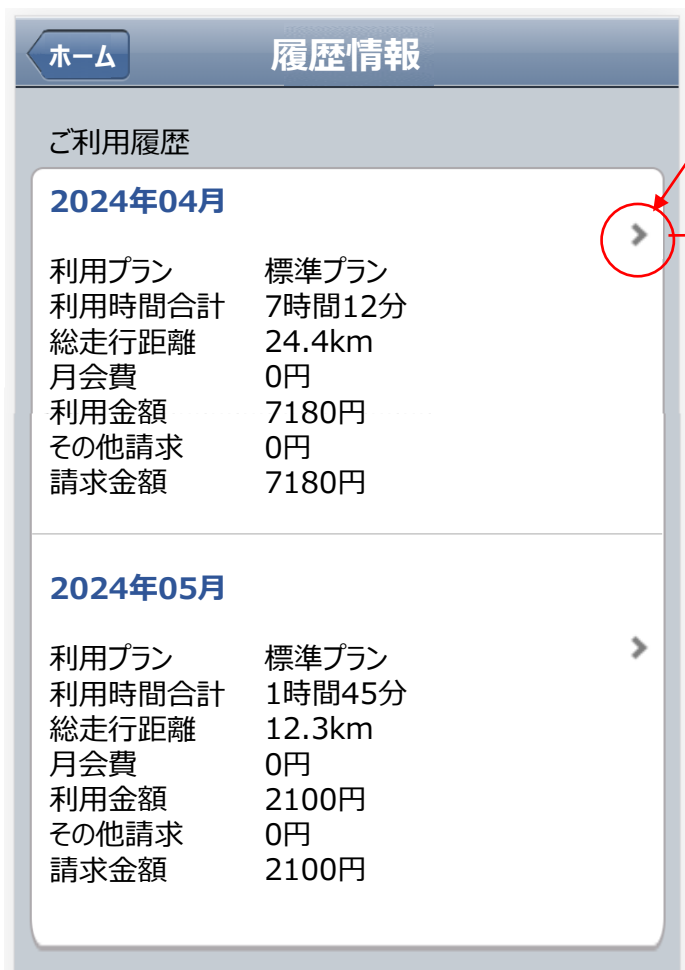 ホーム 履歴情報
ご利用履歴
2024年04月
利用プラン 標準プラン
利用時間合計 7時間12分
総走行距離 24.4km
月会費 0円
利用金額 7180円
その他請求 0円
請求金額 7180円
2024年05月
利用プラン 標準プラン
利用時間合計 1時間45分
総走行距離 12.3km
月会費 0円
利用金額 2100円
その他請求 0円
請求金額 2100円